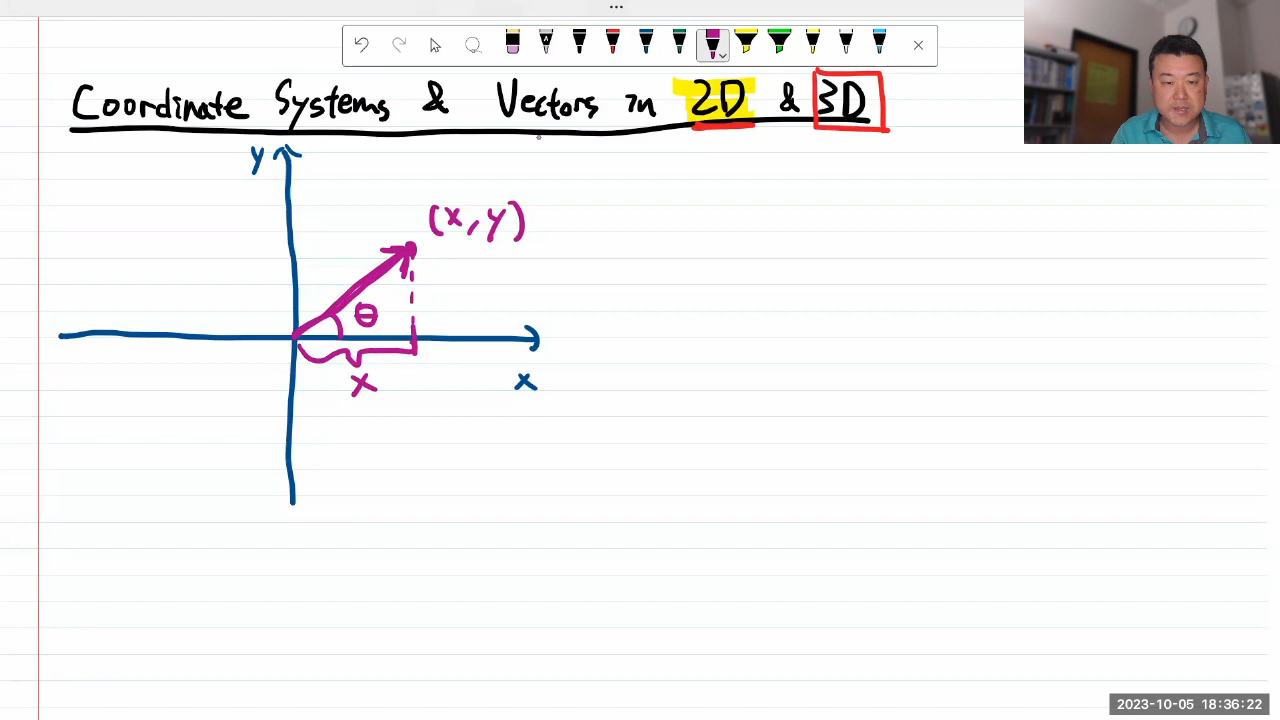 Coordinate Systems & Vectors in 2D & 3D
y
(x, y)
θ
x
x
2023-10-05 18:36:22